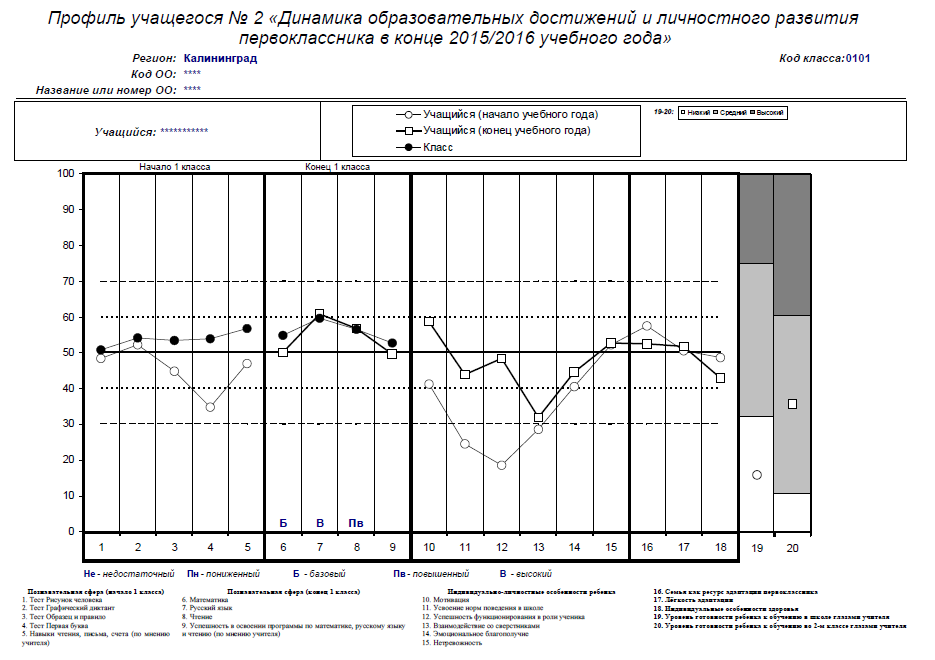 Профиль учащегося № 2 «Динамика образовательных достижений и личностного развития
первоклассника в конце 2015/2016 учебного года»
Регион: Калининград
Код класса:0101
Код ОО: ****
Название или номер ОО: ****
Учащийся: ***********
Учащийся (начало учебного года)
Учащийся (конец учебного года)
Класс
19-20: Низкий Средний Высокий
Начало 1 класса
Конец 1 класса
100
90
80
70
60
50
40
30
20
10
0
Б В Пв
1 2 3 4 5 6 7 8 9 10 11 12 13 14 15 16 17 18 19 20
Не - недостаточный Пн - пониженный Б - базовый Пв - повышенный В - высокий
Познавательная сфера (начало 1 класса)
1. Тест Рисунок человека
2. Тест Графический диктант
3. Тест Образец и правило
4. Тест Первая буква
5. Навыки чтения, письма, счета (по мнению
учителя)
Познавательная сфера (конец 1 класса)
6. Математика
7. Русский язык
8. Чтение
9. Успешность в освоении программы по математике, русскому языку
и чтению (по мнению учителя)
Индивидуально-личностные особенности ребенка
10. Мотивация
11. Усвоение норм поведения в школе
12. Успешность функционирования в роли ученика
13. Взаимодействие со сверстниками
14. Эмоциональное благополучие
15. Нетревожность
16. Семья как ресурс адаптации первоклассника
17. Лёгкость адаптации
18. Индивидуальные особенности здоровья
19. Уровень готовности ребенка к обучению в школе глазами учителя
20. Уровень готовности ребенка к обучению во 2-м классе глазами учителя